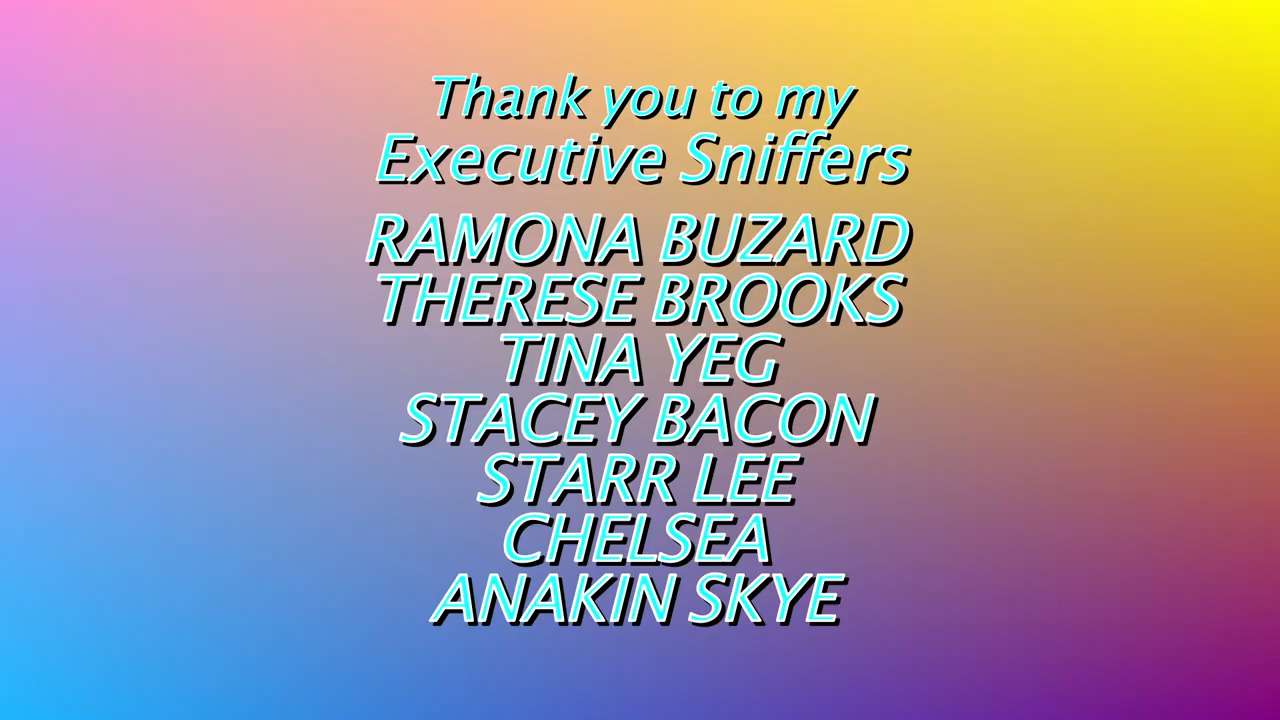 Thank you to my
Executive Sniffers
RAMONA BUZARD
THERESE BROOKS
TINA YEG
STACEY BACON
STARR LEE
CHELSEA
ANAKIN SKYE